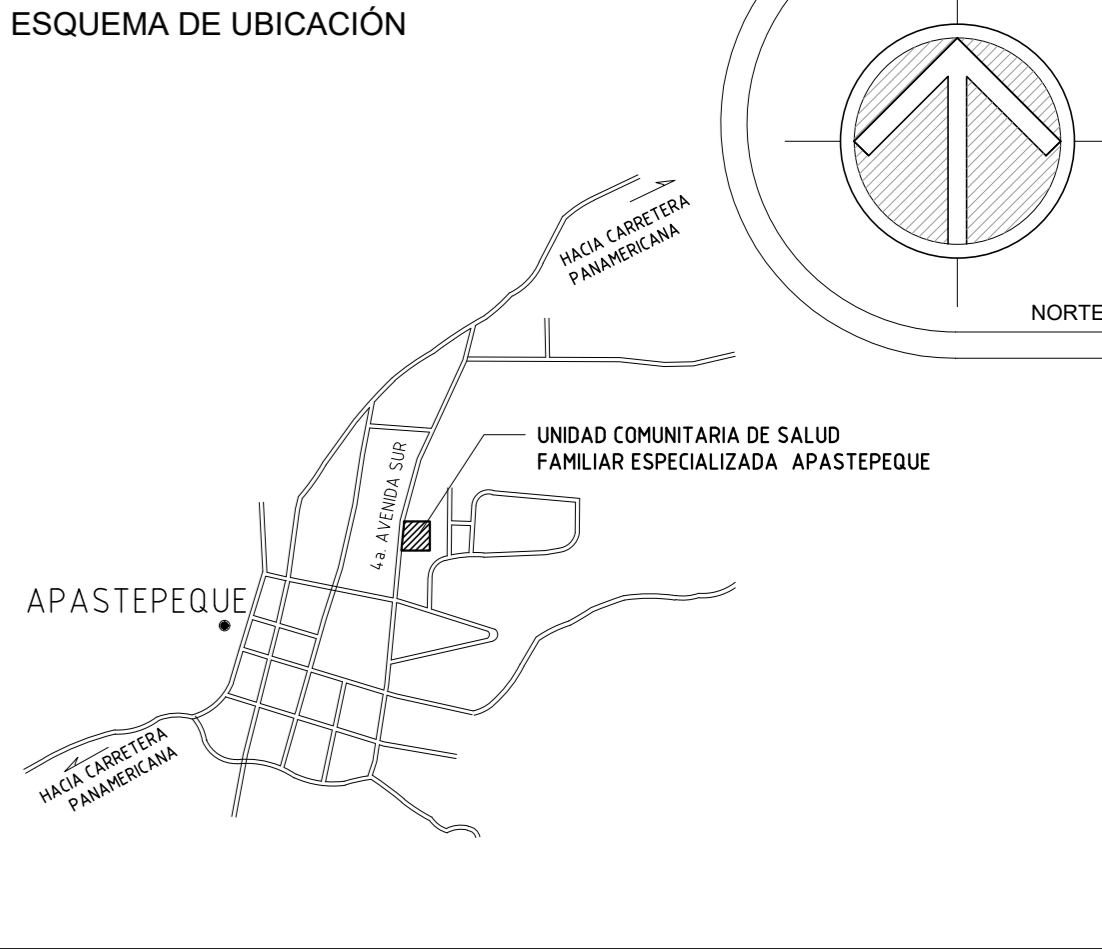 ESQUEMA DE UBICACIÓN
NORTE
HACIA CARRETERA
PANAMERICANA
UNIDAD COMUNITARIA DE SALUD
FAMILIAR ESPECIALIZADA APASTEPEQUE
4a. AVENIDA SUR
APASTEPEQUE
HACIA CARRETERA
PANAMERICANA